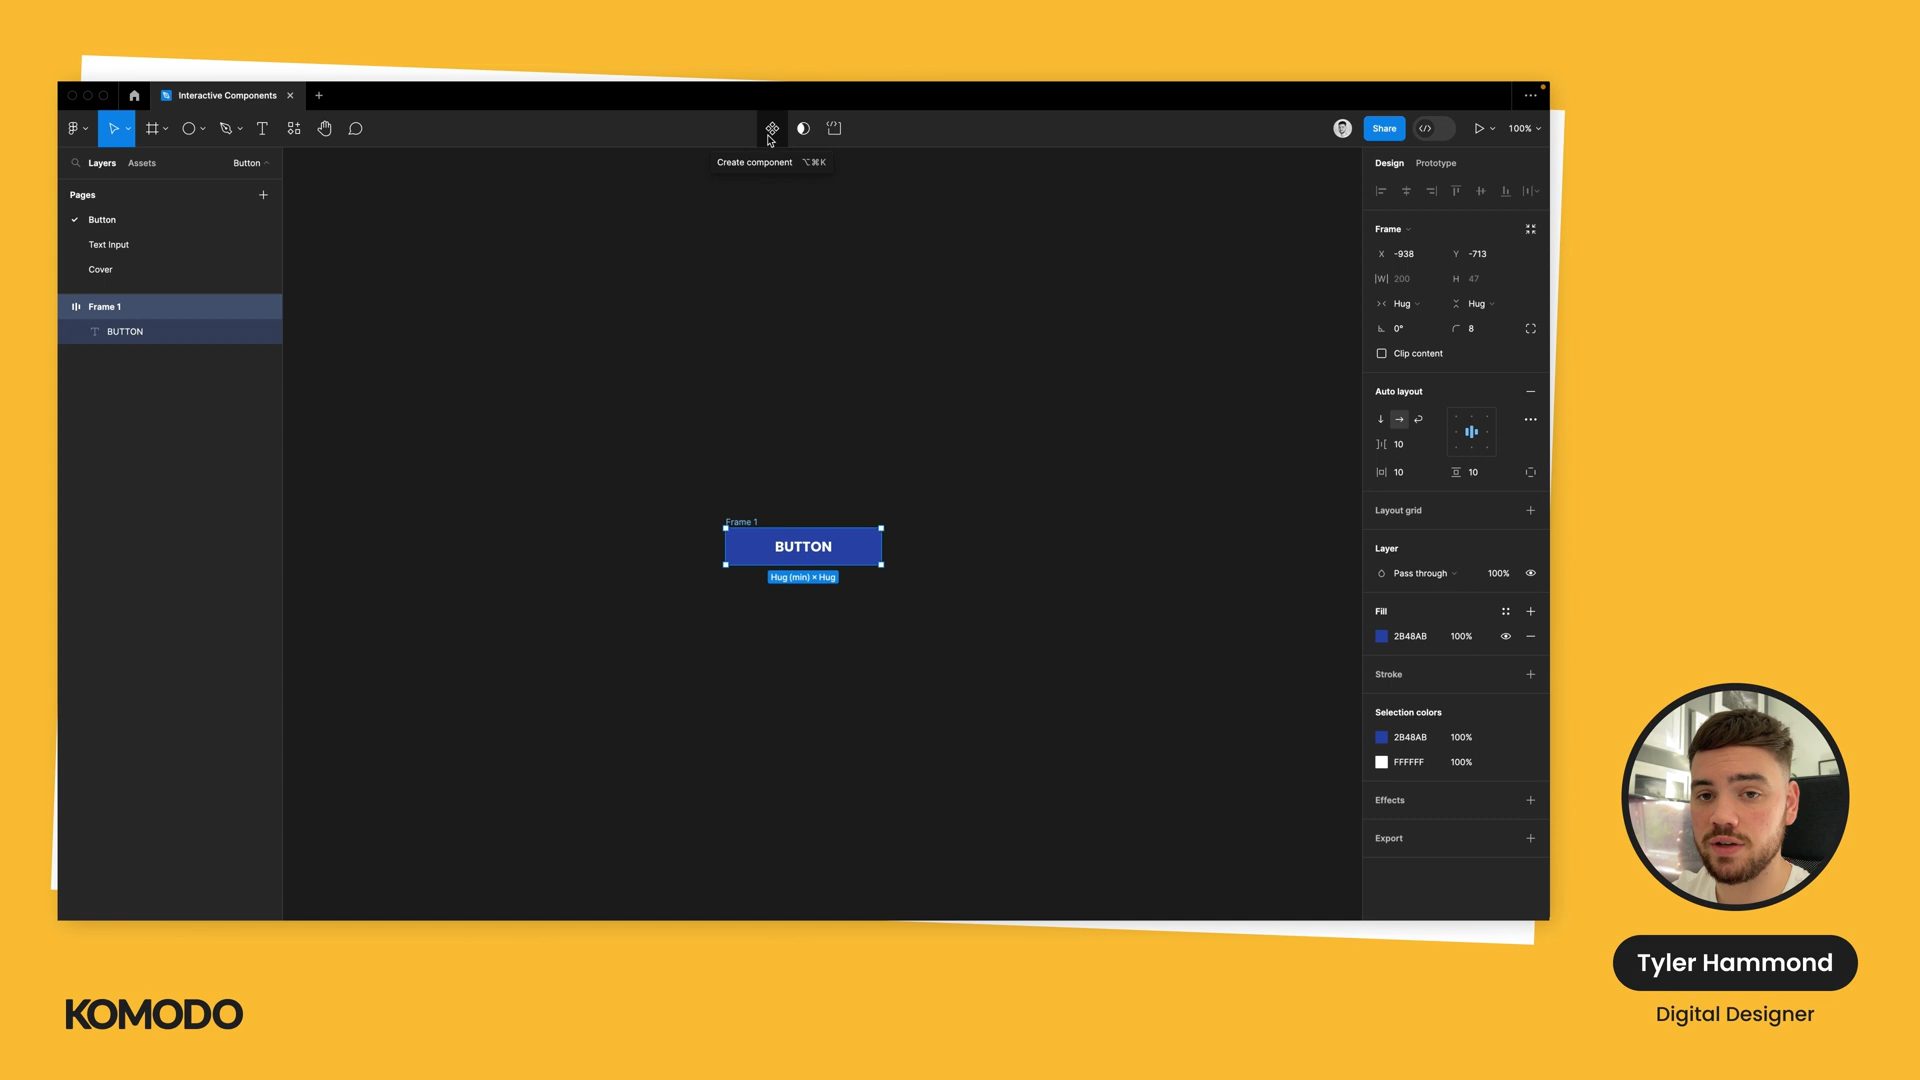 Interactive Components
Share
100%
Create component ⌥⌘K
Layers
Assets
Button
Pages
Button
Text Input
Cover
Frame 1
BUTTON
Frame 1
BUTTON
Hug (min) × Hug
Design
Prototype
Frame
X -938
Y -713
W 200
H 47
Hug
Hug
0°
8
Clip content
Auto layout
10
10
10
Layout grid
Layer
Pass through
100%
Fill
2B48AB
100%
Stroke
Selection colors
2B48AB
100%
FFFFFF
100%
Effects
Export
Tyler Hammond
Digital Designer
KOMODO